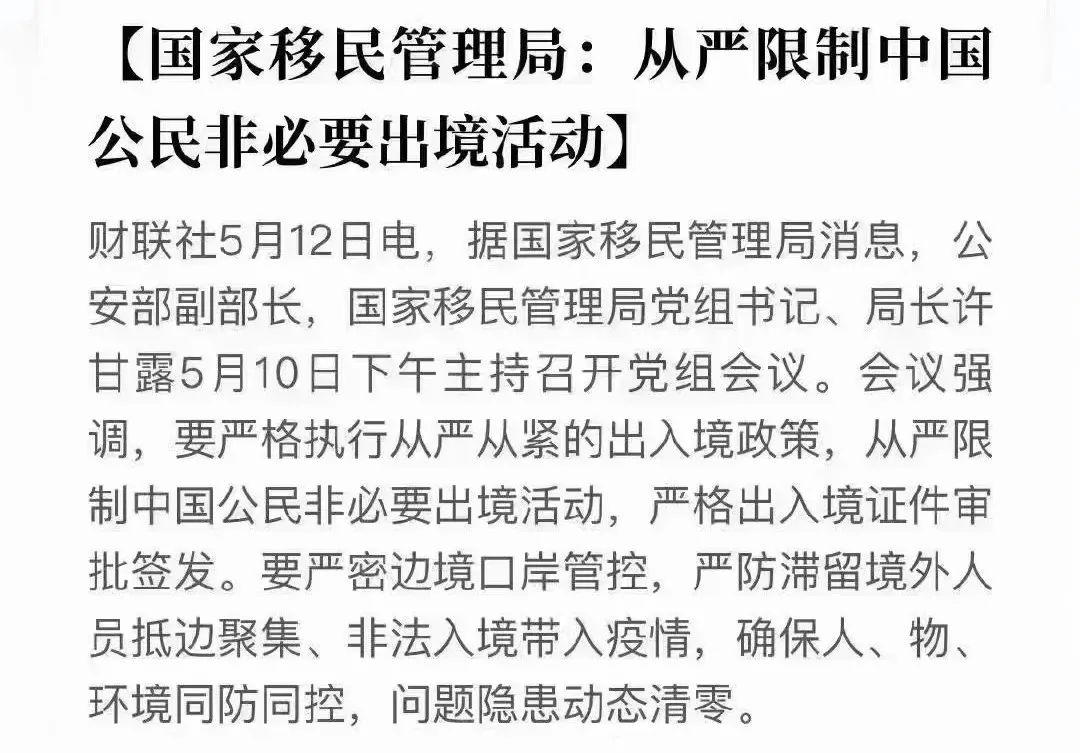 【国家移民管理局：从严限制中国
公民非必要出境活动】
财联社5月12日电，据国家移民管理局消息，公
安部副部长，国家移民管理局党组书记、局长许
甘露5月10日下午主持召开党组会议。会议强
调，要严格执行从严从紧的出入境政策，从严限
制中国公民非必要出境活动，严格出入境证件审
批签发。要严密边境口岸管控，严防滞留境外人
员抵边聚集、非法入境带入疫情，确保人、物、
环境同防同控，问题隐患动态清零。